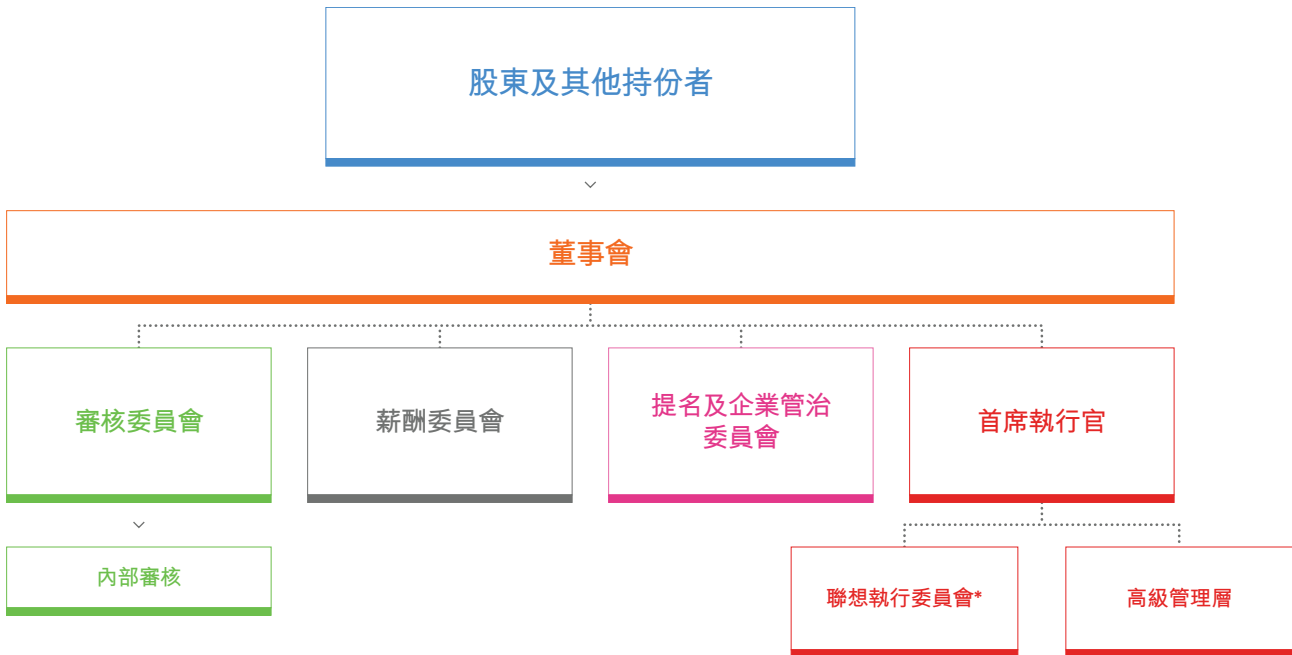 股東及其他持份者
董事會
審核委員會
薪酬委員會
提名及企業管治
委員會
首席執行官
內部審核
聯想執行委員會*
高級管理層